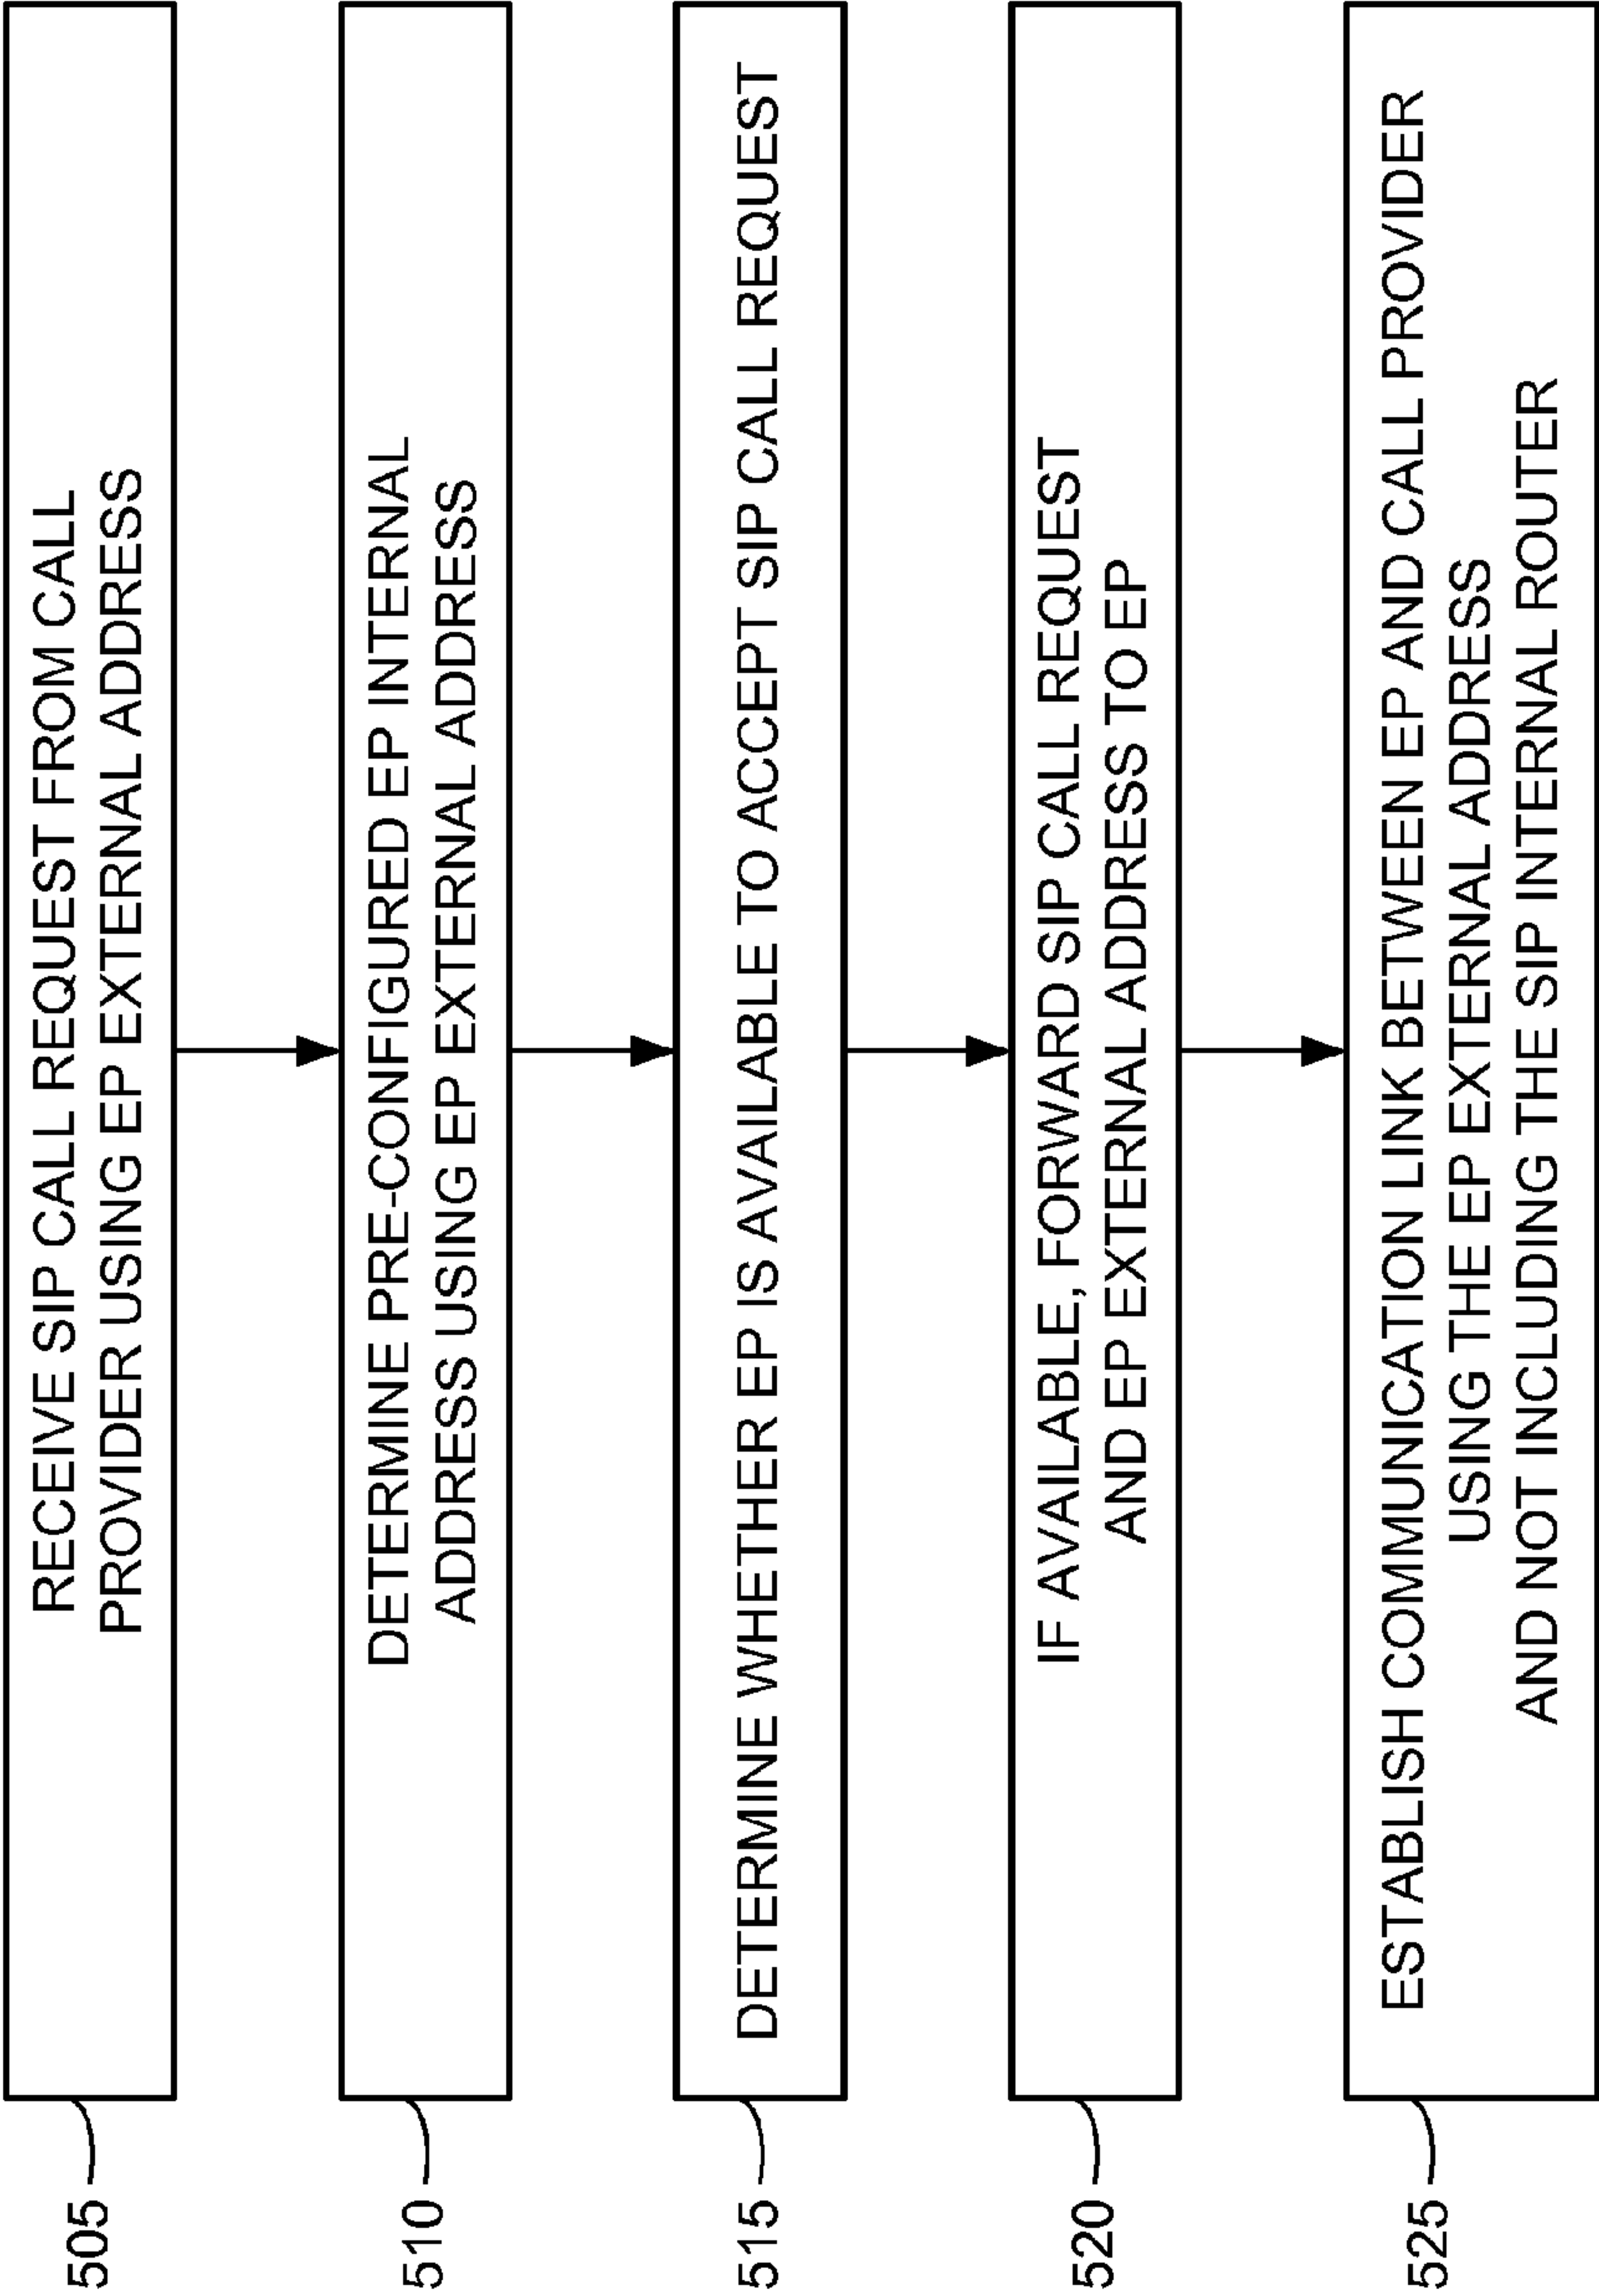 505
RECEIVE SIP CALL REQUEST FROM CALL
PROVIDER USING EP EXTERNAL ADDRESS
510
DETERMINE PRE-CONFIGURED EP INTERNAL
ADDRESS USING EP EXTERNAL ADDRESS
515
DETERMINE WHETHER EP IS AVAILABLE TO ACCEPT SIP CALL REQUEST
520
IF AVAILABLE, FORWARD SIP CALL REQUEST
AND EP EXTERNAL ADDRESS TO EP
525
ESTABLISH COMMUNICATION LINK BETWEEN EP AND CALL PROVIDER
USING THE EP EXTERNAL ADDRESS
AND NOT INCLUDING THE SIP INTERNAL ROUTER